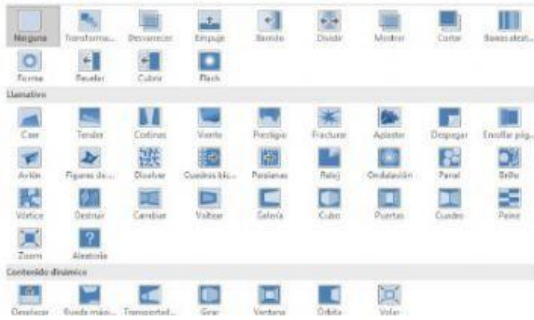 Ninguna Transforma... Desvanecer Empuje Barrido Dividir Mostrar Cortar Barras aleat...
Forma Revelar Cubrir Flash
Llamativo
Caer Tender Cortinas Viento Prestigio Fracturar Aplastar Despegar Enrollar pág...
Avión Figuras de... Disolver Cuadros bic... Persianas Reloj Ondulación Panal Brillo
Vórtice Destruir Cambiar Voltear Galería Cubo Puertas Cuadro Peine
Zoom Aleatoria
Contenido dinámico
Desplazar Rueda mági... Transportad... Girar Ventana Órbita Volar